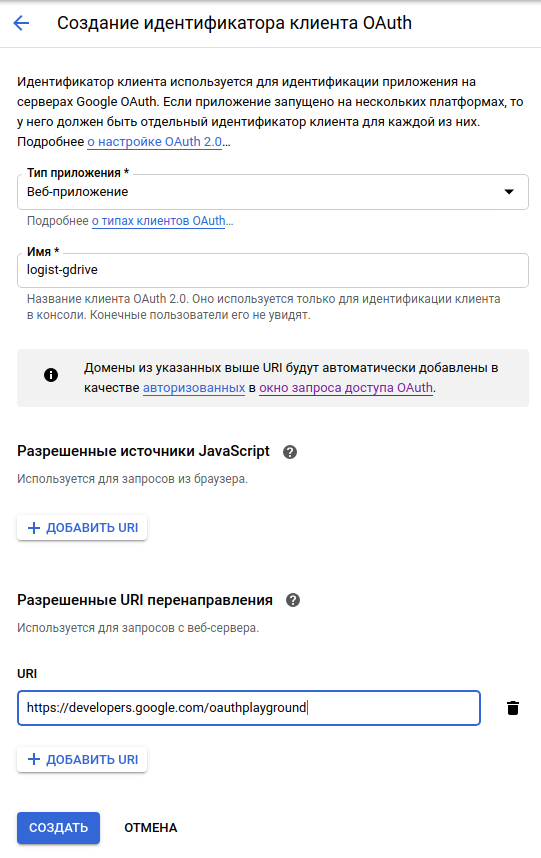 Создание идентификатора клиента OAuth
Идентификатор клиента используется для идентификации приложения на
серверах Google OAuth. Если приложение запущено на нескольких платформах, то
у него должен быть отдельный идентификатор клиента для каждой из них.
Подробнее о настройке OAuth 2.0…
Тип приложения *
Веб-приложение
Подробнее о типах клиентов OAuth…
Имя *
logist-gdrive
Название клиента OAuth 2.0. Оно используется только для идентификации клиента
в консоли. Конечные пользователи его не увидят.
Домены из указанных выше URI будут автоматически добавлены в
качестве авторизованных в окно запроса доступа OAuth.
Разрешенные источники JavaScript
Используется для запросов из браузера.
+ ДОБАВИТЬ URI
Разрешенные URI перенаправления
Используется для запросов с веб-сервера.
URI
https://developers.google.com/oauthplayground
+ ДОБАВИТЬ URI
СОЗДАТЬ ОТМЕНА